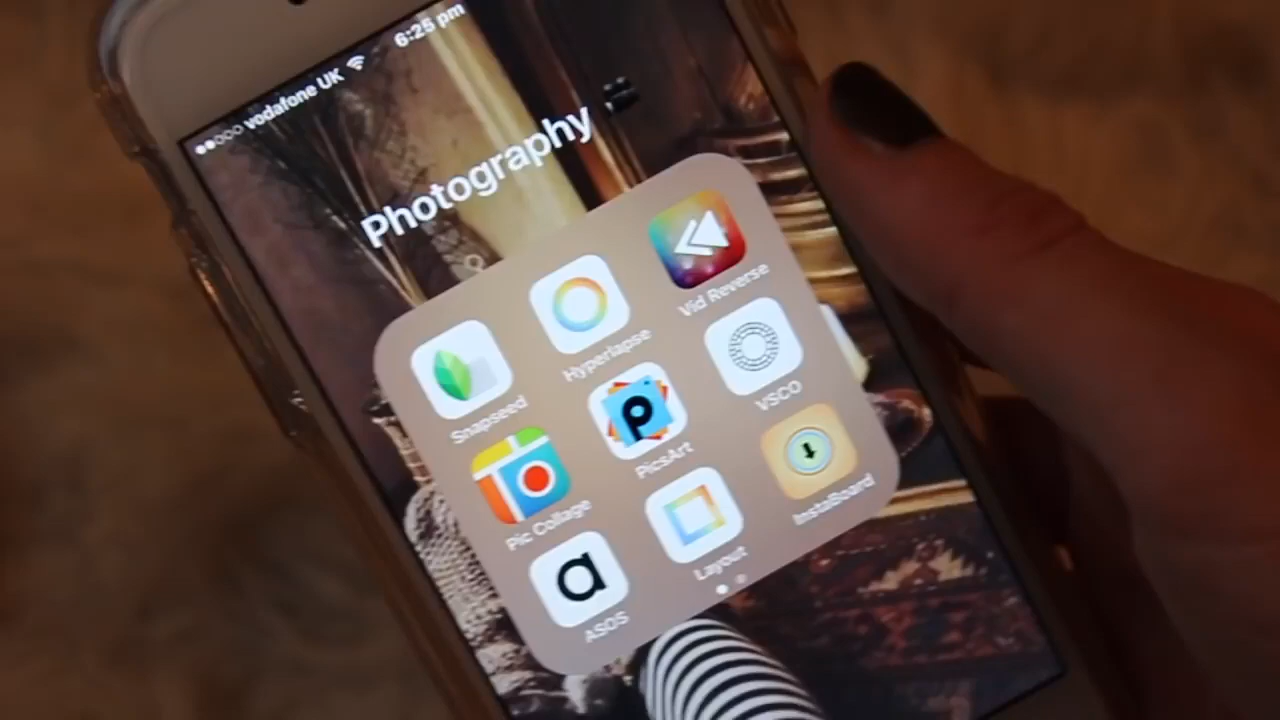 vodafone UK 6:25 pm
Photography
Snapseed Hyperlapse Vid Reverse
Pic Collage PicsArt VSCO
ASOS Layout InstaBoard
a